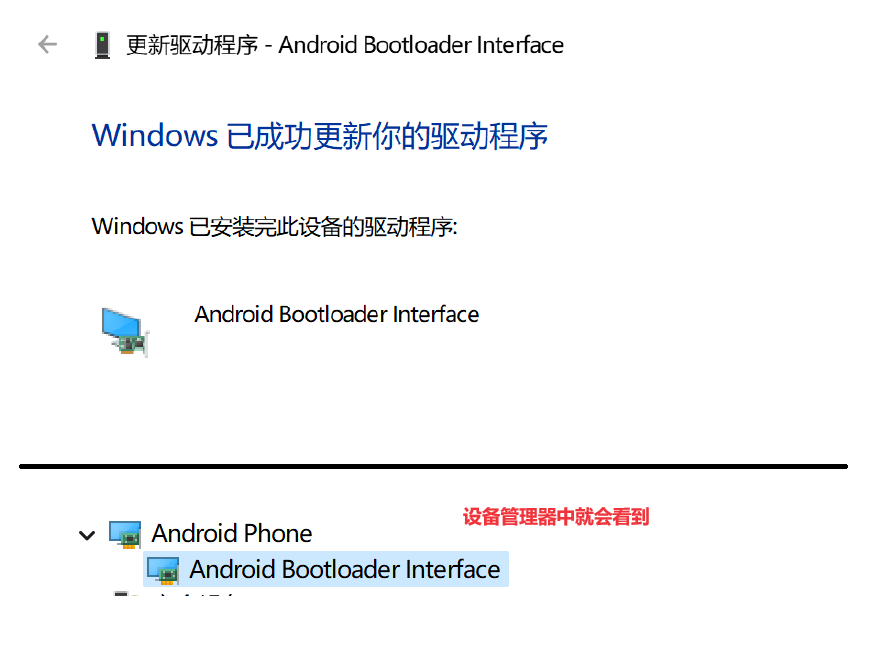 更新驱动程序 - Android Bootloader Interface
Windows 已成功更新你的驱动程序
Windows 已安装完此设备的驱动程序:
Android Bootloader Interface
设备管理器中就会看到
Android Phone
Android Bootloader Interface